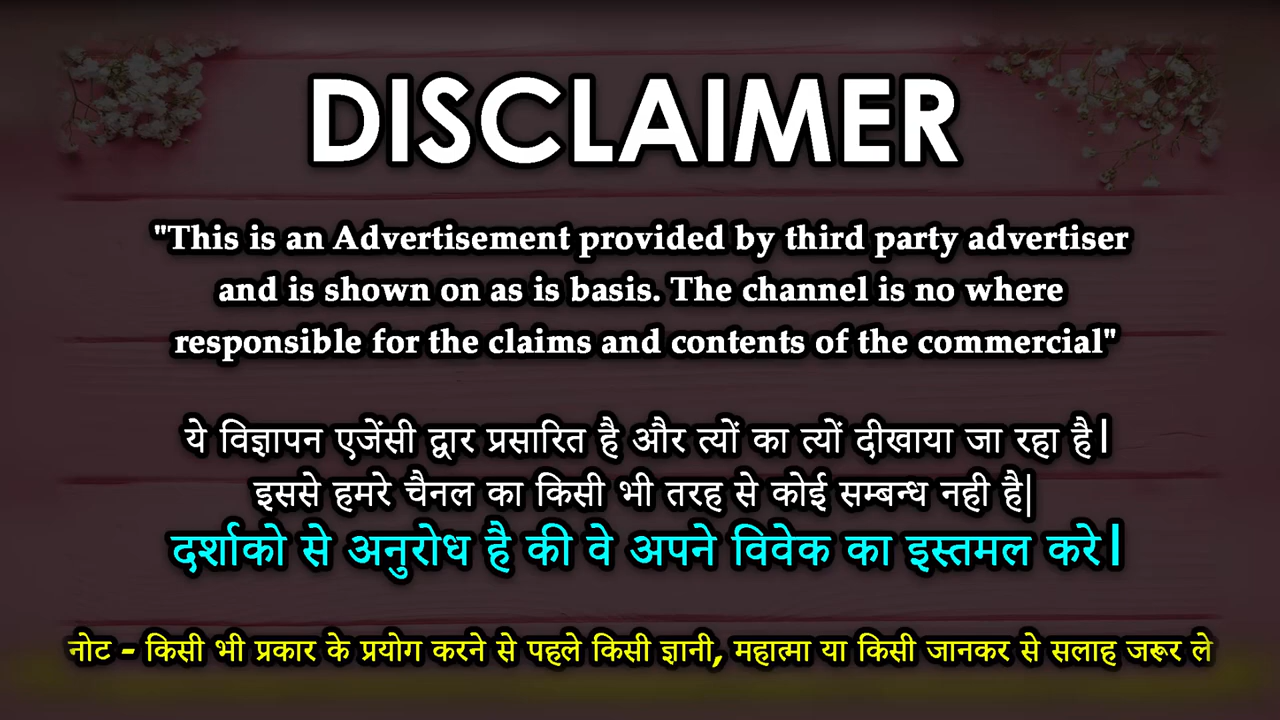 DISCLAIMER
"This is an Advertisement provided by third party advertiser
and is shown on as is basis. The channel is no where
responsible for the claims and contents of the commercial"
ये विज्ञापन एजेंसी द्वार प्रसारित है और त्यों का त्यों दीखाया जा रहा है|
इससे हमरे चैनल का किसी भी तरह से कोई सम्बन्ध नही है|
दर्शाको से अनुरोध है की वे अपने विवेक का इस्तमल करे|
नोट - किसी भी प्रकार के प्रयोग करने से पहले किसी ज्ञानी, महात्मा या किसी जानकर से सलाह जरूर ले